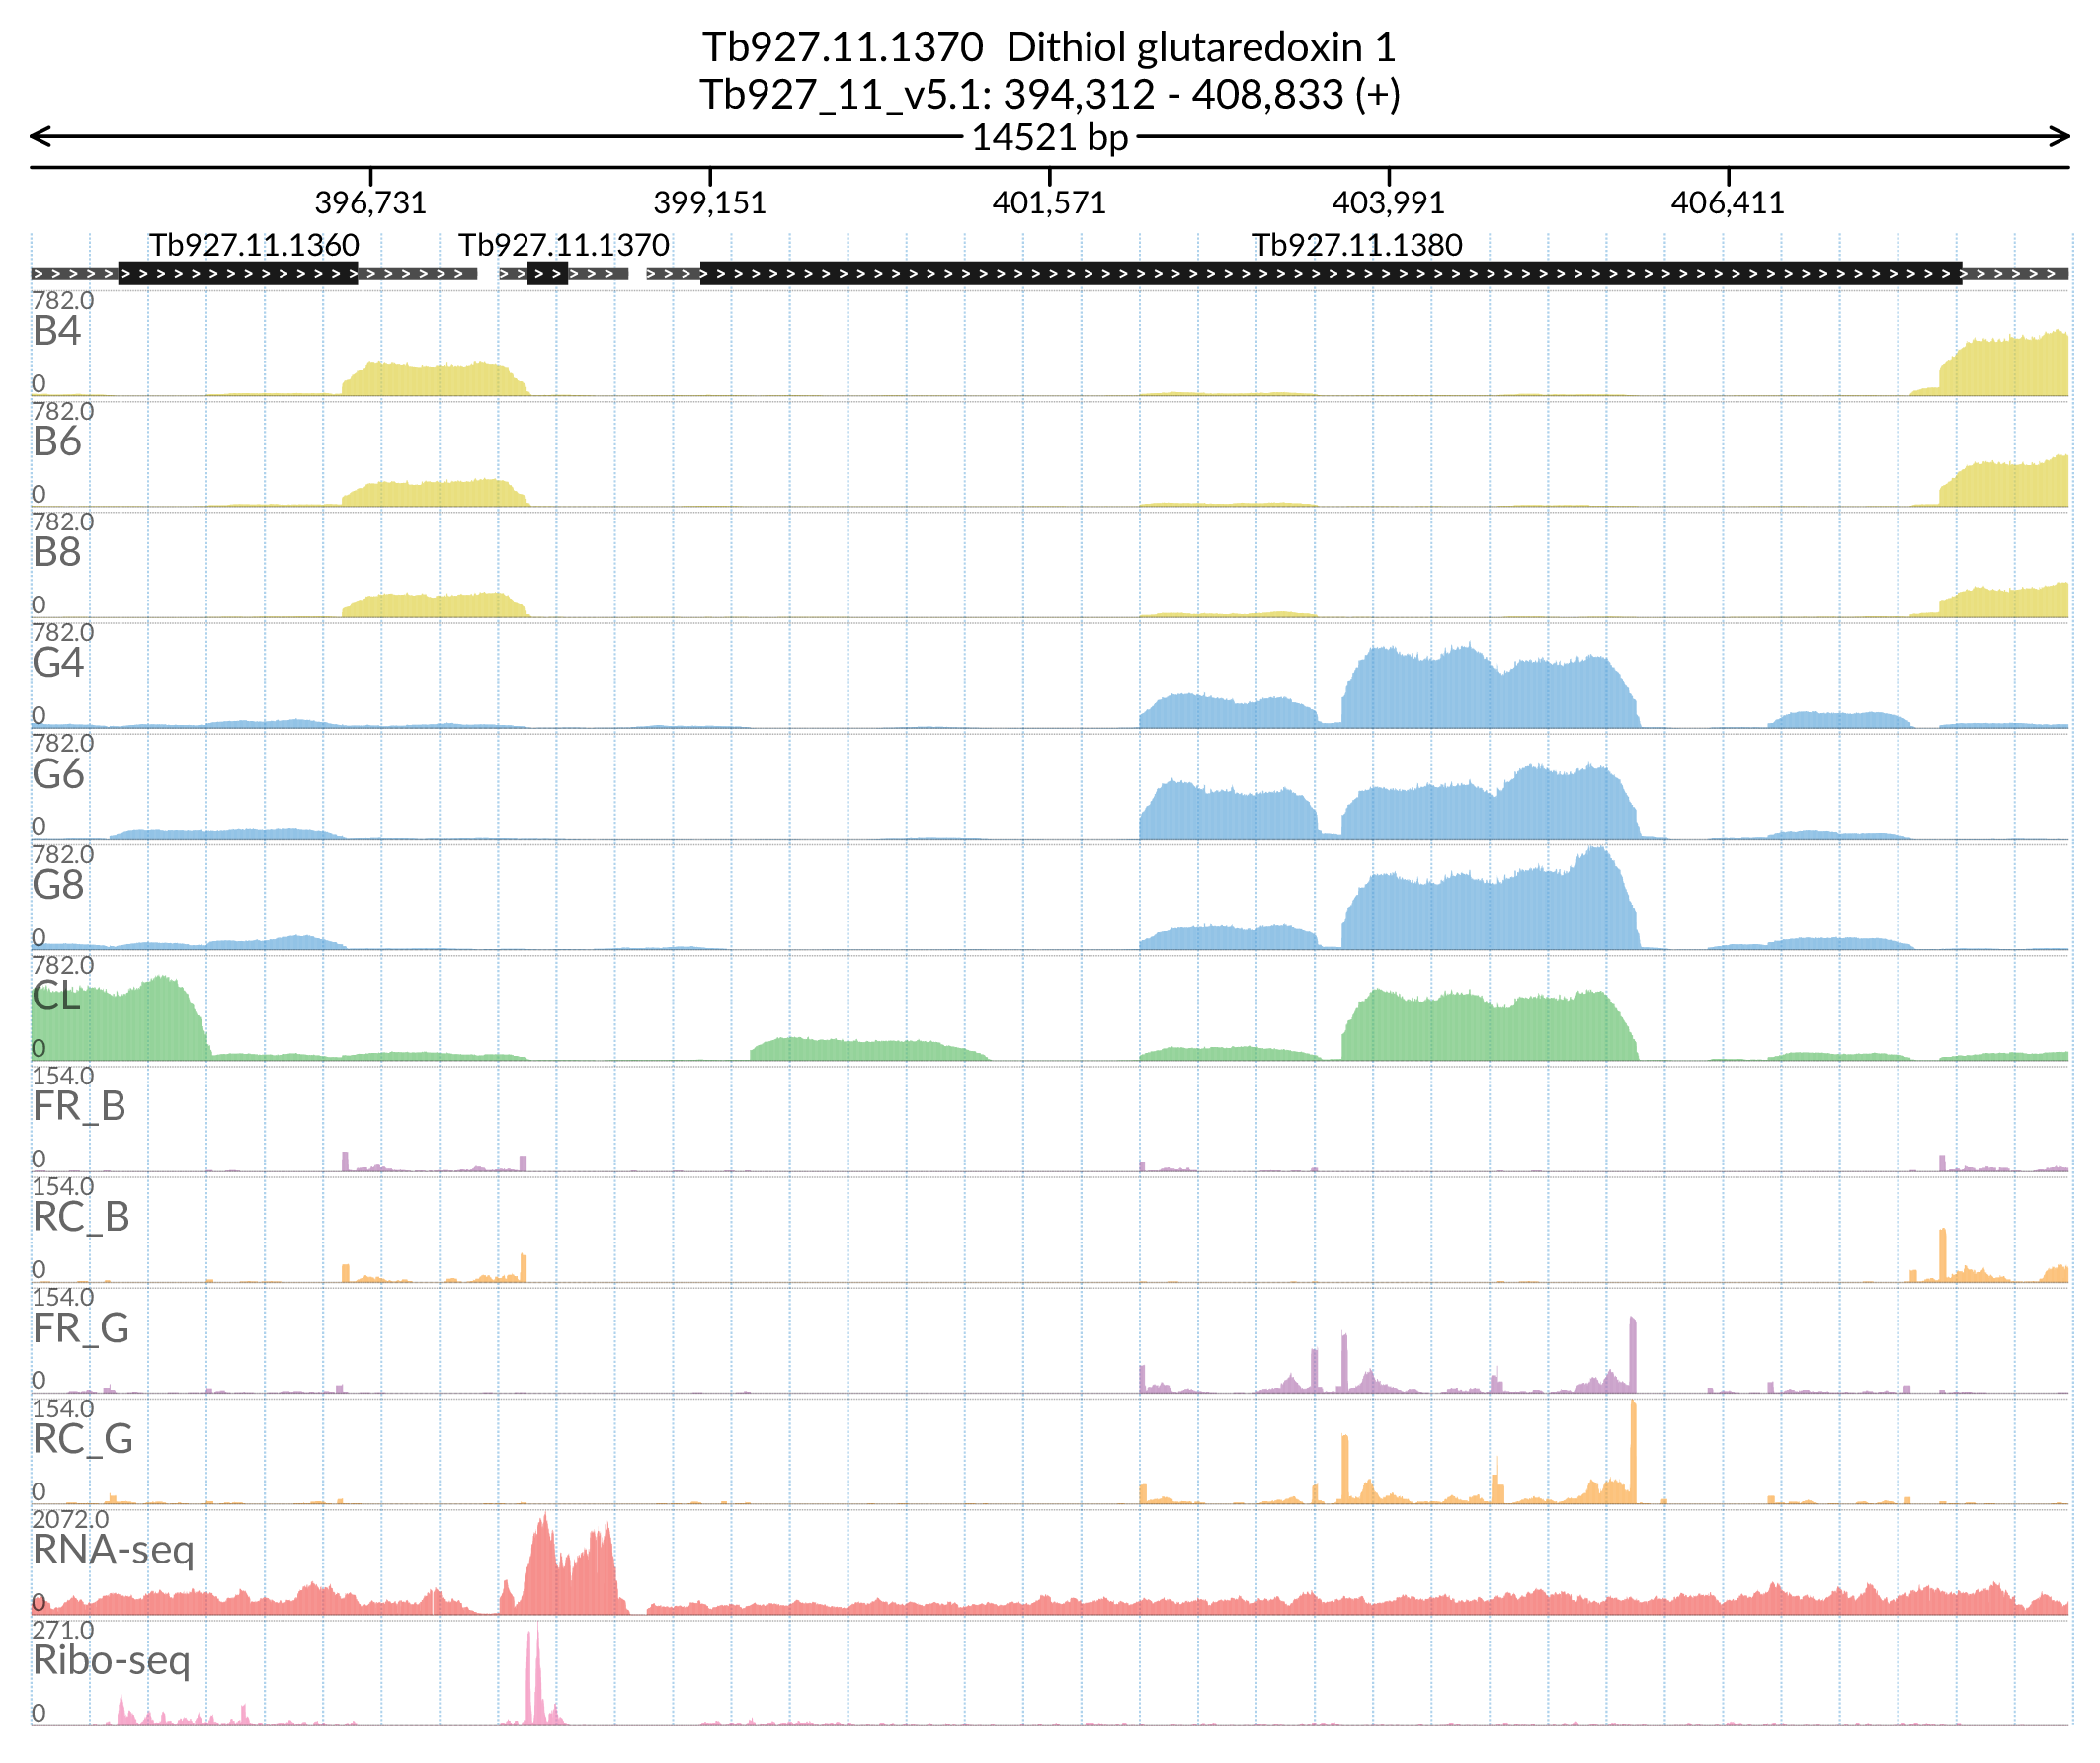 Tb927.11.1370  Dithiol glutaredoxin 1
Tb927_11_v5.1: 394,312 - 408,833 (+)
14521 bp
396,731 399,151 401,571 403,991 406,411
Tb927.11.1360 Tb927.11.1370 Tb927.11.1380
782.0
B4
0
782.0
B6
0
782.0
B8
0
782.0
G4
0
782.0
G6
0
782.0
G8
0
782.0
CL
0
154.0
FR_B
0
154.0
RC_B
0
154.0
FR_G
0
154.0
RC_G
0
2072.0
RNA-seq
0
271.0
Ribo-seq
0